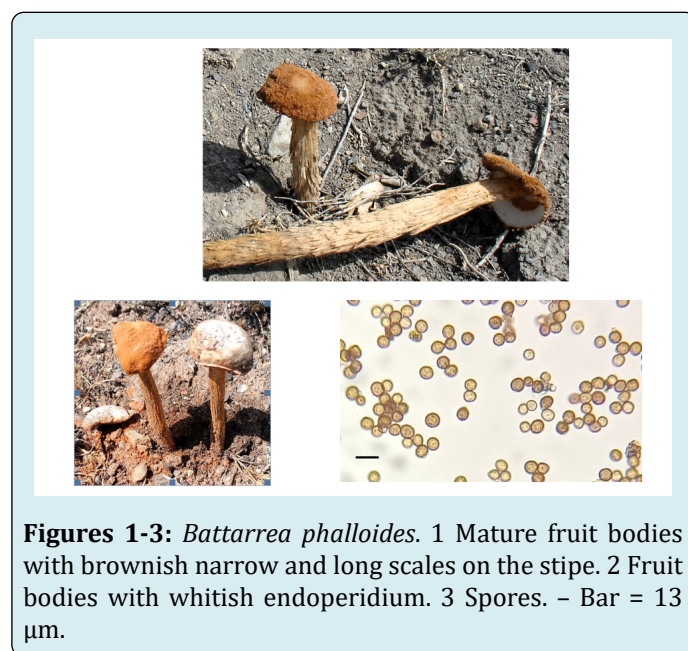 Figures 1-3: Battarrea phalloides. 1 Mature fruit bodies
with brownish narrow and long scales on the stipe. 2 Fruit
bodies with whitish endoperidium. 3 Spores. – Bar = 13
μm.